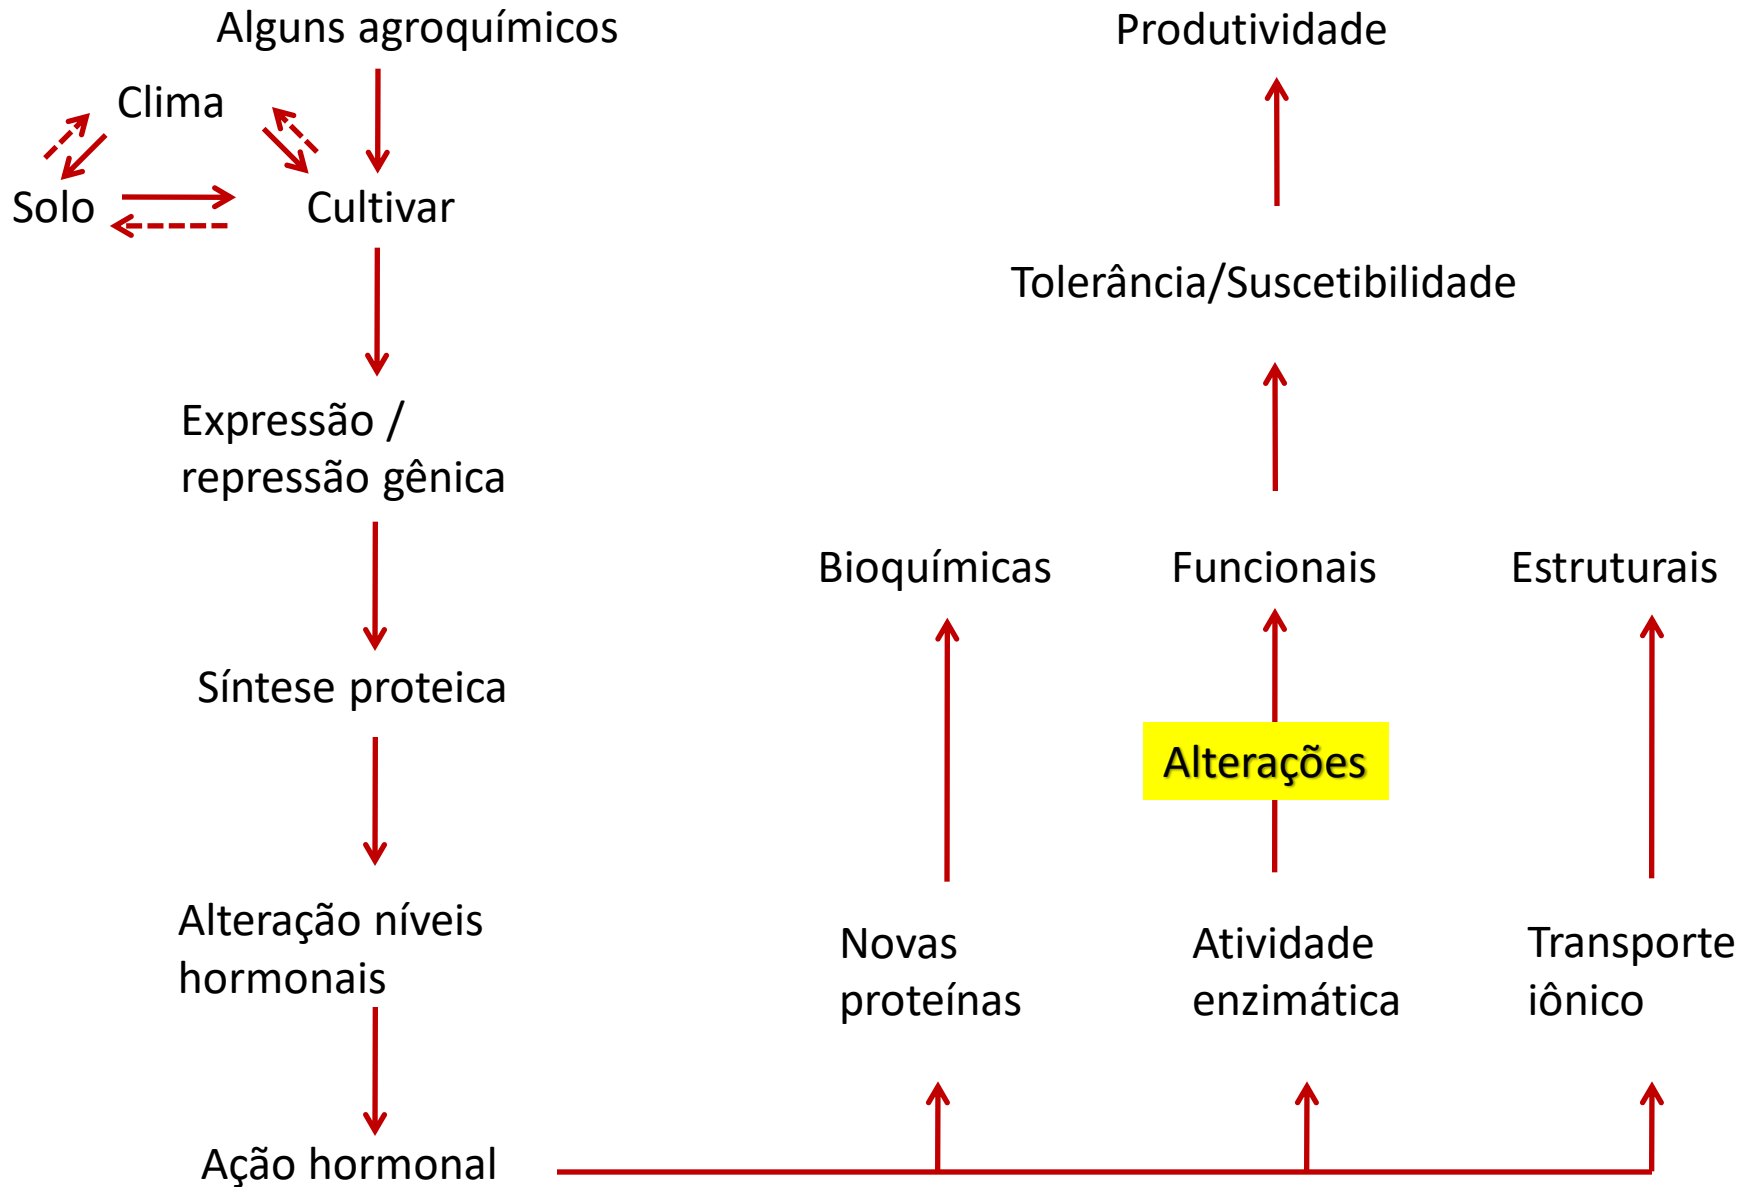 Alguns agroquímicos
Clima
Solo
Cultivar
Expressão /
repressão gênica
Síntese proteica
Alteração níveis
hormonais
Ação hormonal
Produtividade
Tolerância/Suscetibilidade
Bioquímicas
Funcionais
Estruturais
Alterações
Novas
proteínas
Atividade
enzimática
Transporte
iônico